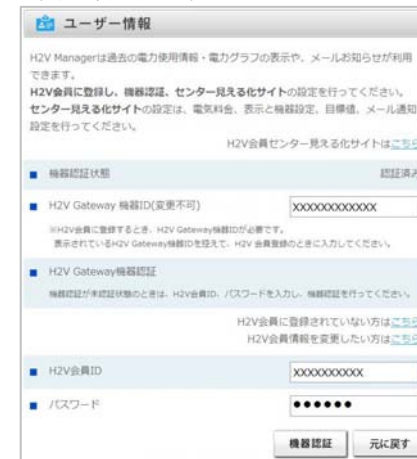 ユーザー情報
H2V Managerは過去の電力使用情報・電力グラフの表示や、メールお知らせが利用
できます。
H2V会員に登録し、機器認証、センター見える化サイトの設定を行ってください。
センター見える化サイトの設定は、電気料金、表示と機器設定、目標値、メール通知
設定を行ってください。
H2V会員センター見える化サイトはこちら
機器認証状態 認証済み
H2V Gateway 機器ID(変更不可) XXXXXXXXXXXX
※H2V会員に登録するとき、H2V Gateway機器IDが必要です。
表示されているH2V Gateway機器IDを控えて、H2V 会員登録のときに入力してください。
H2V Gateway機器認証
機器認証が未認証状態のときは、H2V会員ID、パスワードを入力し、機器認証を行ってください。
H2V会員に登録されていない方はこちら
H2V会員情報を変更したい方はこちら
H2V会員ID XXXXXXXXXX
パスワード ●●●●●●
機器認証 元に戻す